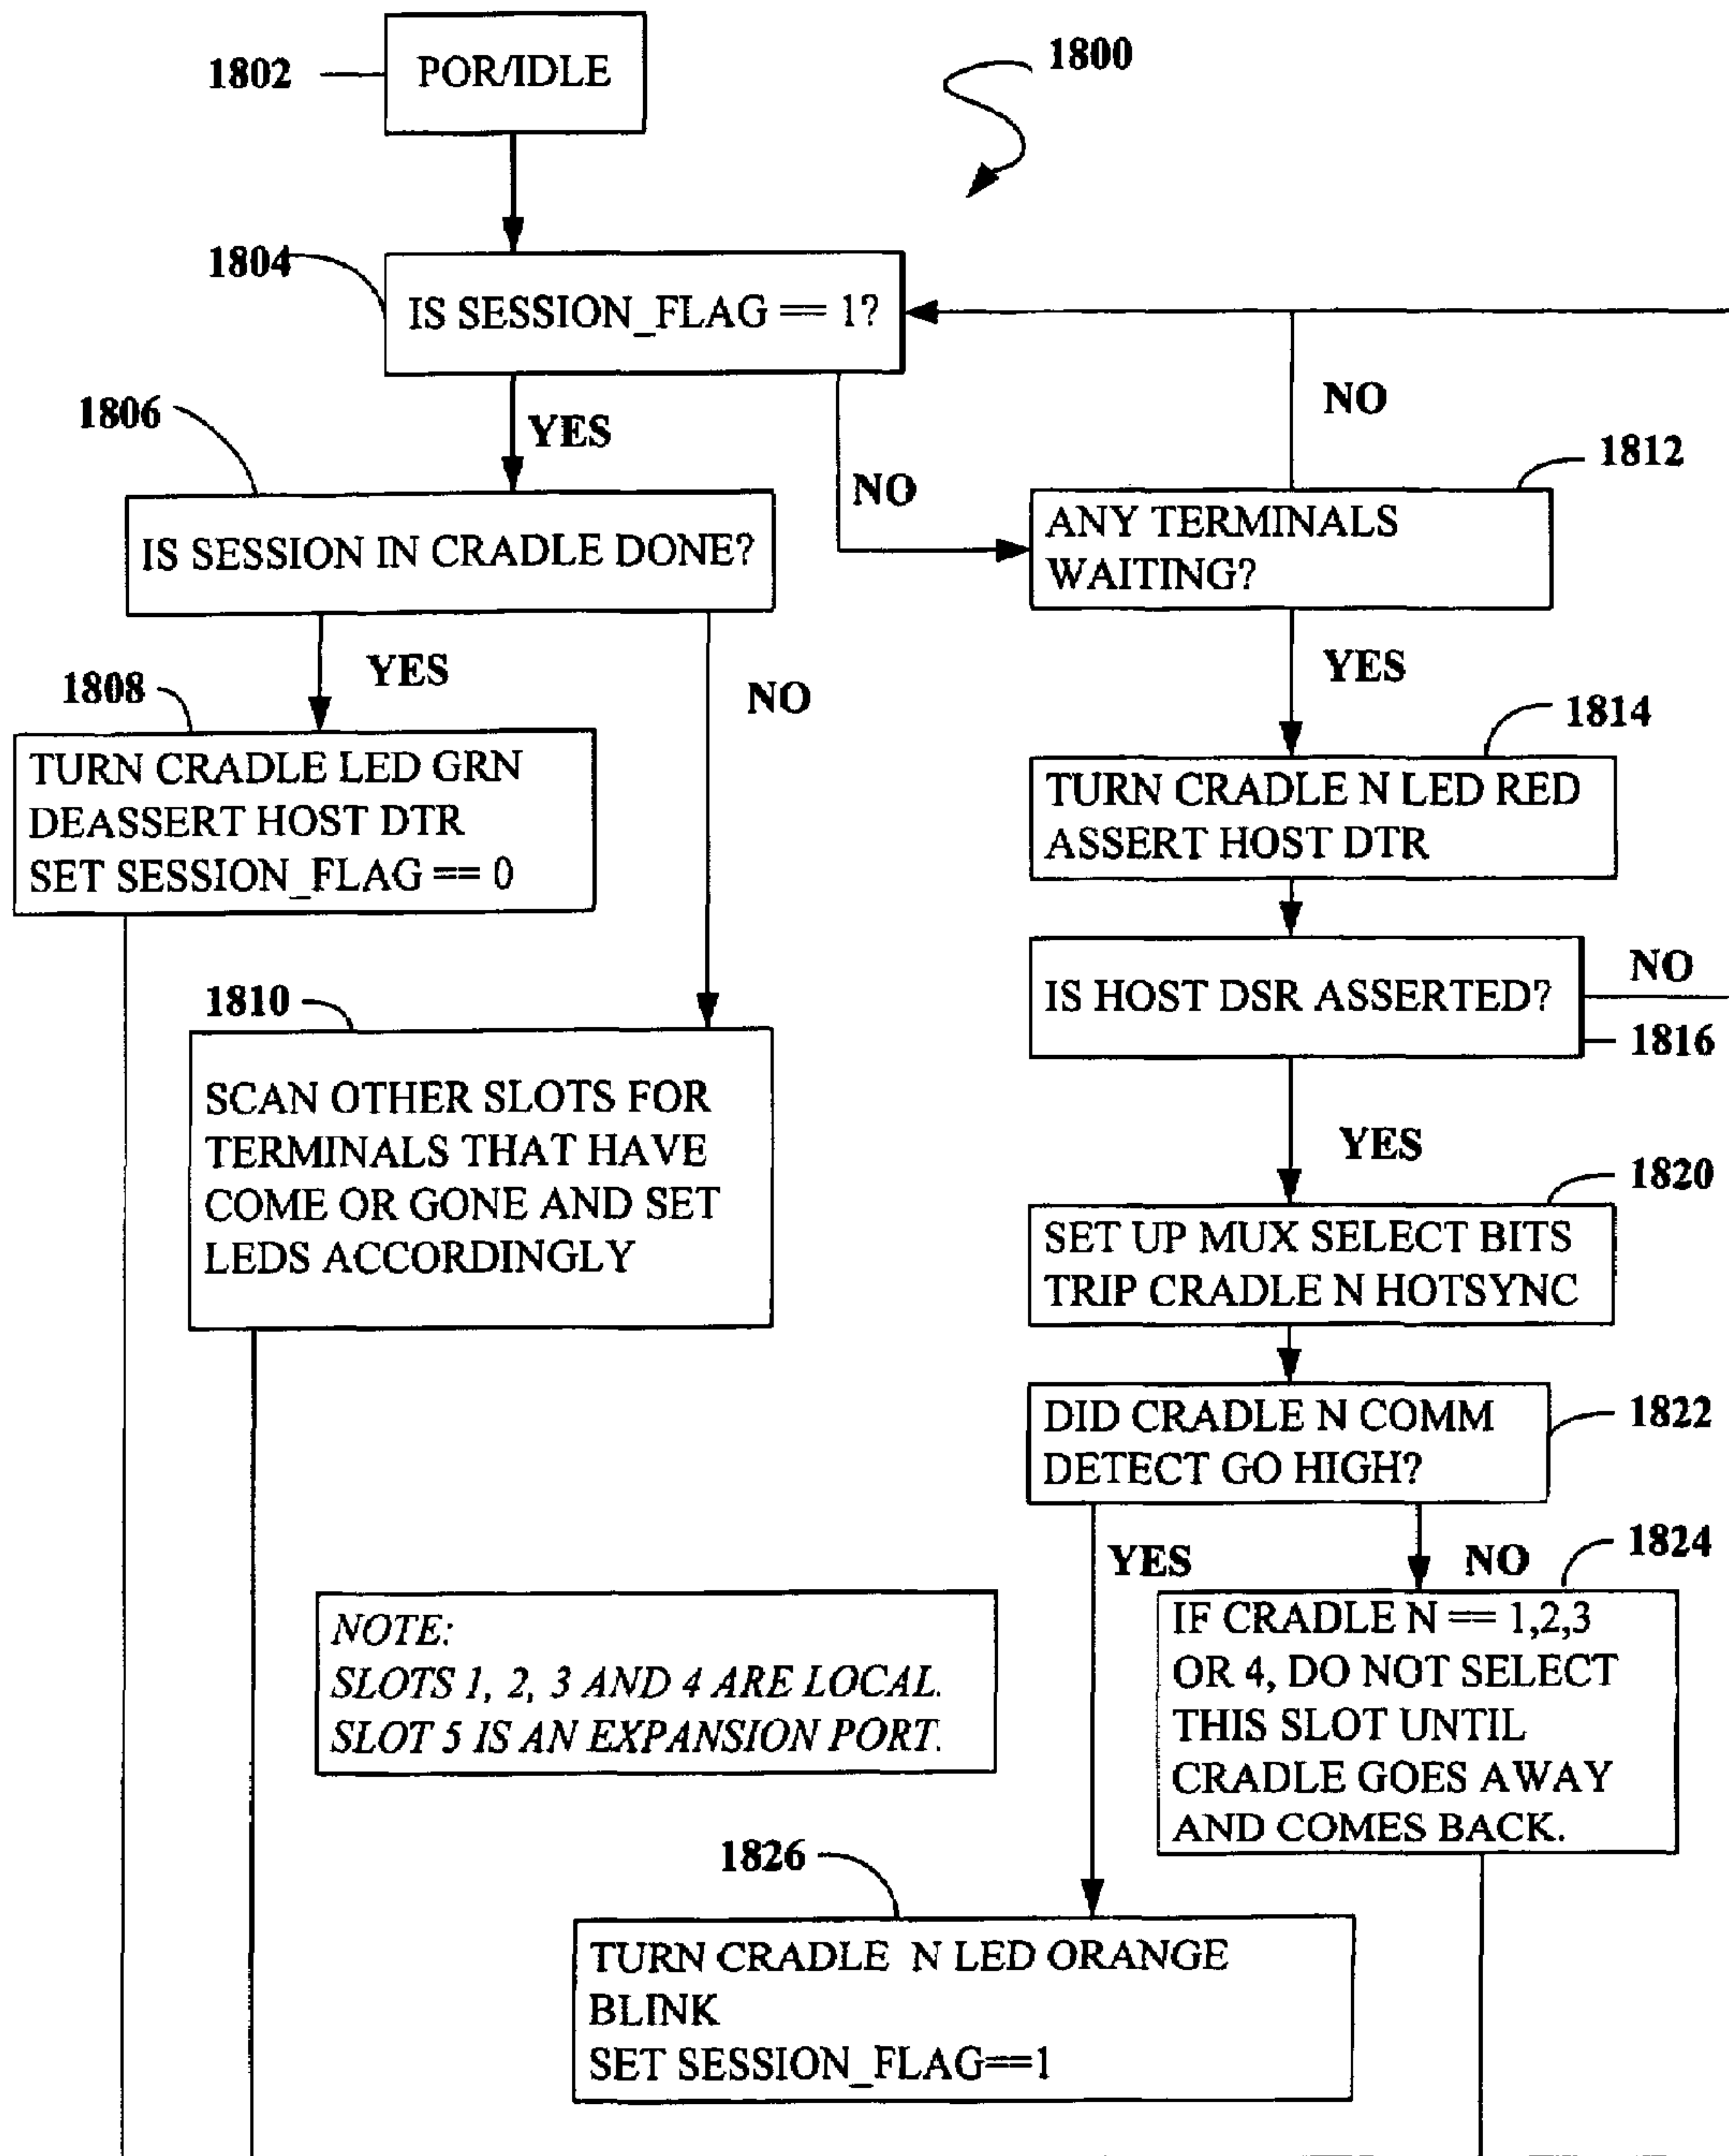 1802
POR/IDLE
1800
1804
IS SESSION_FLAG == 1?
1806
YES
NO
NO
1812
IS SESSION IN CRADLE DONE?
ANY TERMINALS
WAITING?
YES
NO
YES
1808
1814
TURN CRADLE LED GRN
DEASSERT HOST DTR
SET SESSION_FLAG == 0
TURN CRADLE N LED RED
ASSERT HOST DTR
1810
IS HOST DSR ASSERTED?
NO
1816
SCAN OTHER SLOTS FOR
TERMINALS THAT HAVE
COME OR GONE AND SET
LEDS ACCORDINGLY
YES
1820
SET UP MUX SELECT BITS
TRIP CRADLE N HOTSYNC
DID CRADLE N COMM
DETECT GO HIGH?
1822
YES
NO
1824
NOTE:
SLOTS 1, 2, 3 AND 4 ARE LOCAL.
SLOT 5 IS AN EXPANSION PORT.
IF CRADLE N == 1,2,3
OR 4, DO NOT SELECT
THIS SLOT UNTIL
CRADLE GOES AWAY
AND COMES BACK.
1826
TURN CRADLE N LED ORANGE
BLINK
SET SESSION_FLAG==1